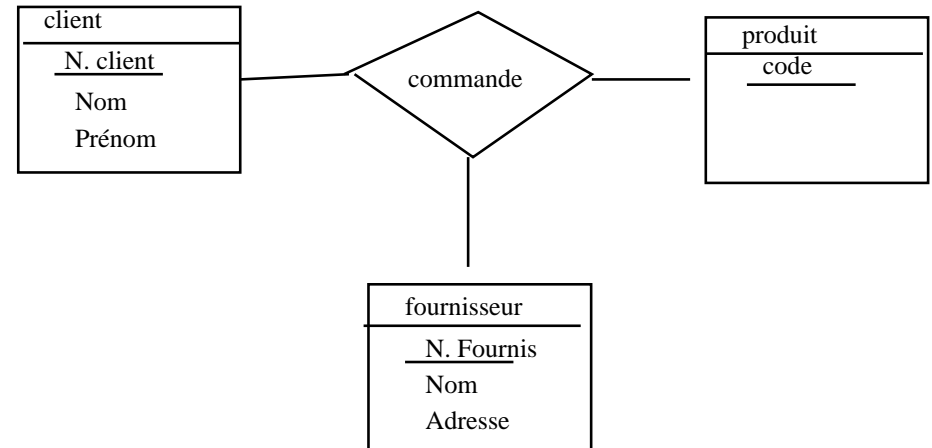 client
N. client
Nom
Prénom
commande
produit
code
fournisseur
N. Fournis
Nom
Adresse